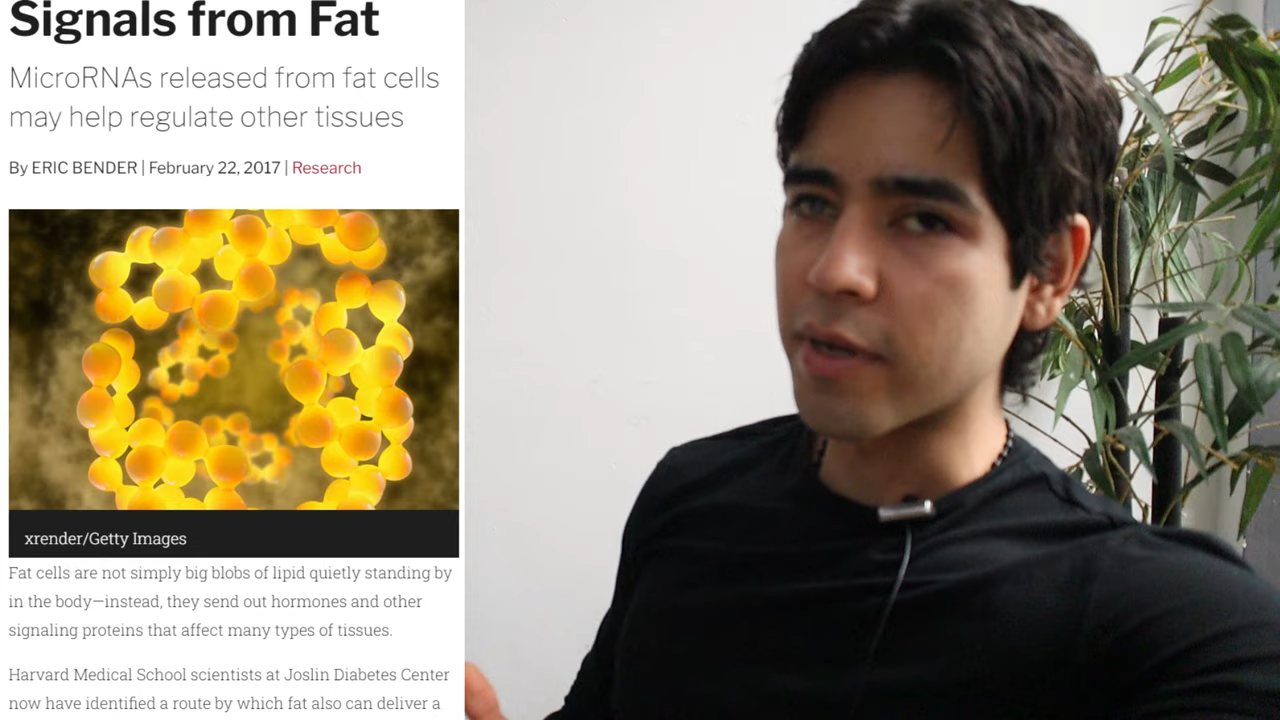 Signals from Fat
MicroRNAs released from fat cells
may help regulate other tissues
By ERIC BENDER | February 22, 2017 | Research
xrender/Getty Images
Fat cells are not simply big blobs of lipid quietly standing by
in the body—instead, they send out hormones and other
signaling proteins that affect many types of tissues.
Harvard Medical School scientists at Joslin Diabetes Center
now have identified a route by which fat also can deliver a